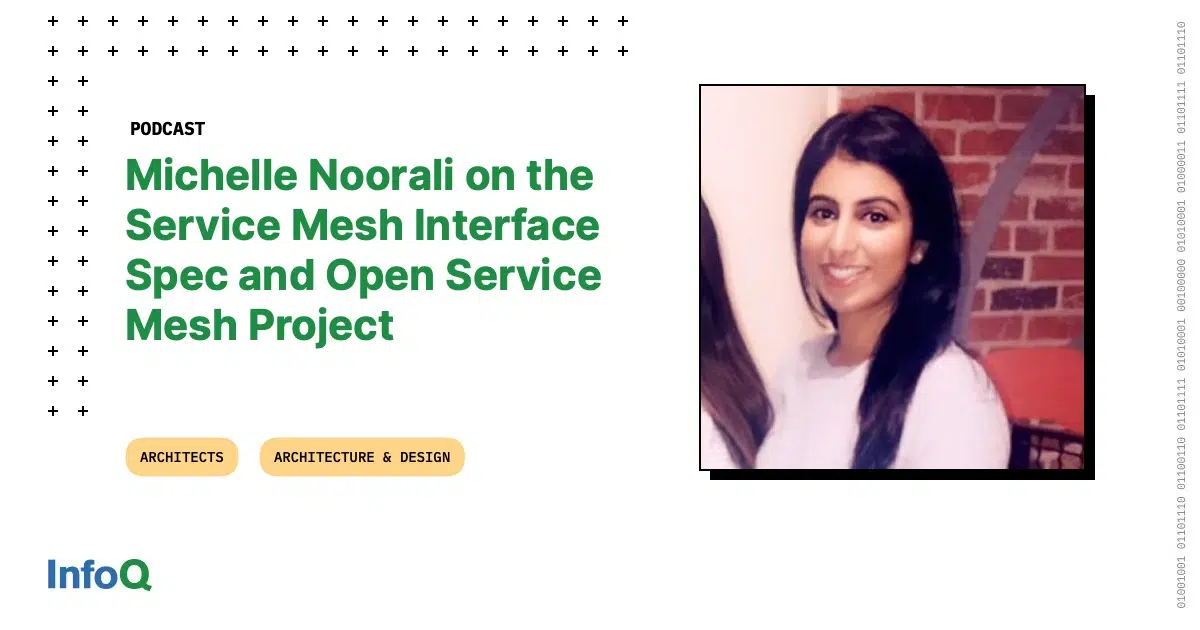 PODCAST
Michelle Noorali on the
Service Mesh Interface
Spec and Open Service
Mesh Project
ARCHITECTS
ARCHITECTURE & DESIGN
InfoQ
01001001 01101110 01100110 01101111 01010001 00100000 01010001 01000011 01101111 01101110